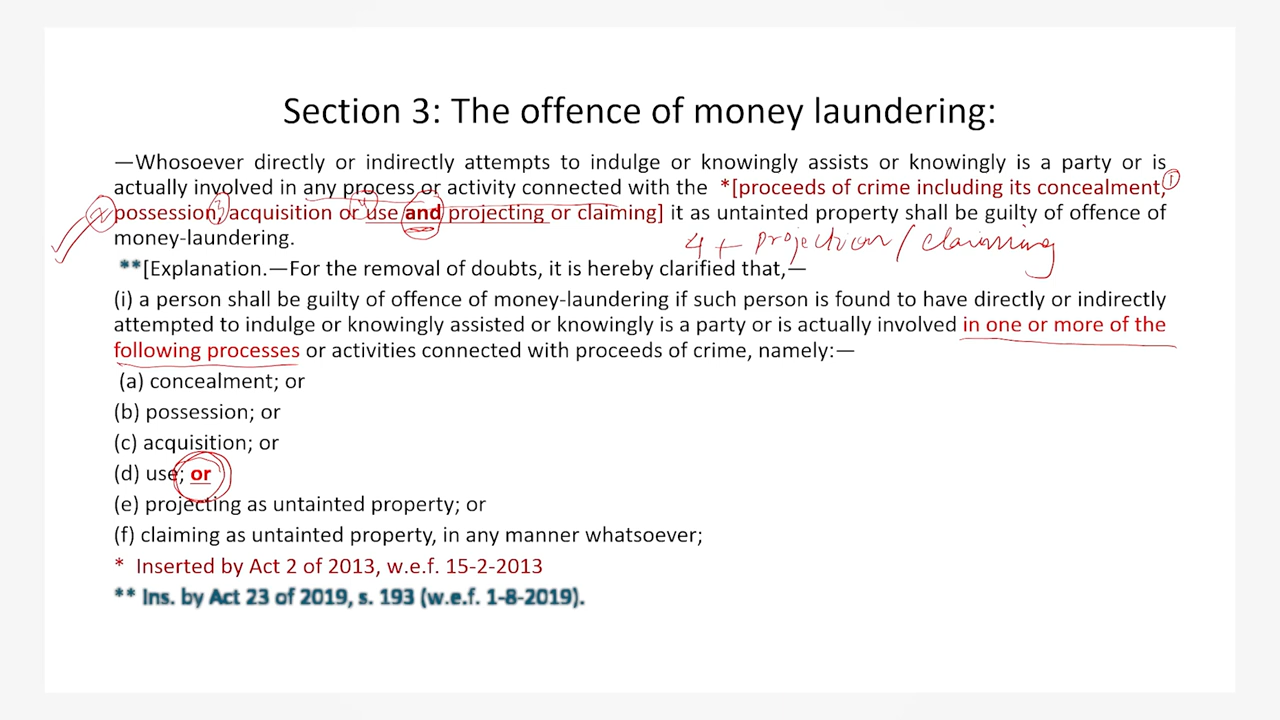 Section 3: The offence of money laundering:
—Whosoever directly or indirectly attempts to indulge or knowingly assists or knowingly is a party or is
actually involved in any process or activity connected with the *[proceeds of crime including its concealment, 1
2 possession, 3 acquisition or 4 use and projecting or claiming] it as untainted property shall be guilty of offence of
money-laundering.
4 + projection / claiming
**[Explanation.—For the removal of doubts, it is hereby clarified that,—
(i) a person shall be guilty of offence of money-laundering if such person is found to have directly or indirectly
attempted to indulge or knowingly assisted or knowingly is a party or is actually involved in one or more of the
following processes or activities connected with proceeds of crime, namely:—
(a) concealment; or
(b) possession; or
(c) acquisition; or
(d) use; or
(e) projecting as untainted property; or
(f) claiming as untainted property, in any manner whatsoever;
* Inserted by Act 2 of 2013, w.e.f. 15-2-2013
** Ins. by Act 23 of 2019, s. 193 (w.e.f. 1-8-2019).